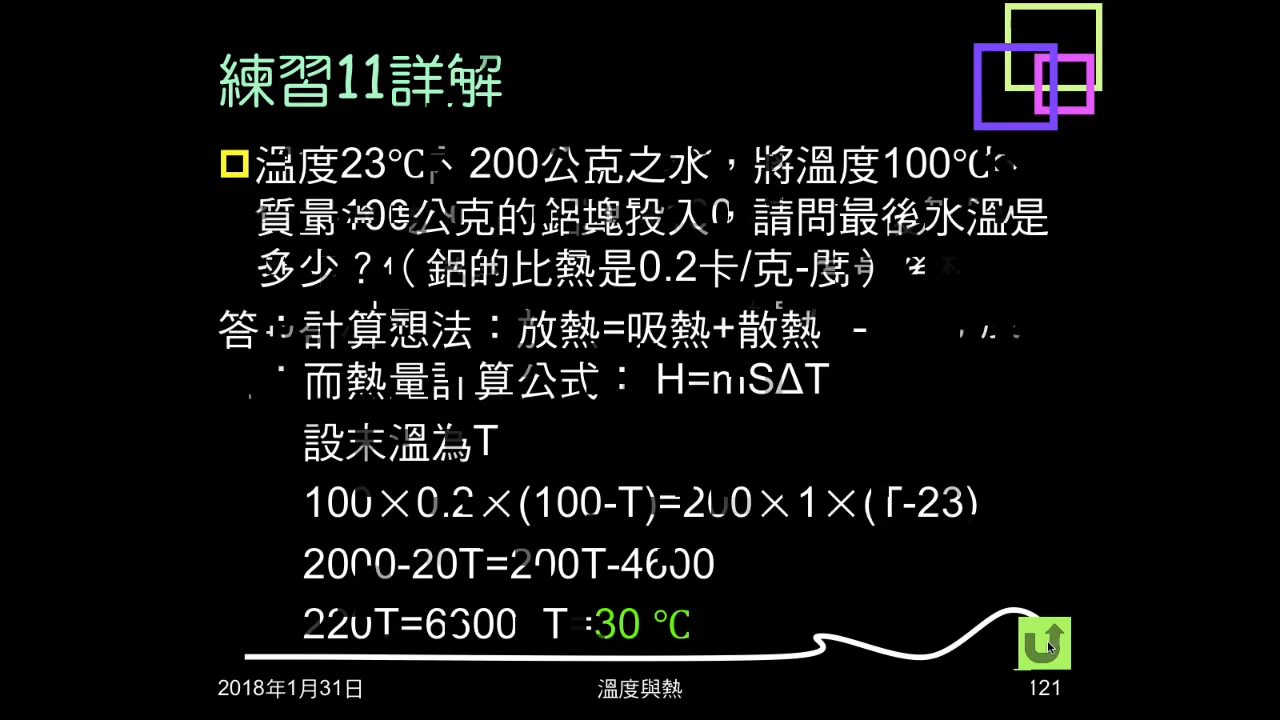 練習11詳解
溫度23℃、200公克之水，將溫度100℃、
質量100公克的鋁塊投入，請問最後水溫是
多少？（鋁的比熱是0.2卡/克-度）
答：計算想法：放熱=吸熱+散熱
而熱量計算公式： H=mSΔT
設末溫為T
100×0.2×(100-T)=200×1×(T-23)
2000-20T=200T-4600
220T=6600 T=30 ℃
2018年1月31日
溫度與熱
121